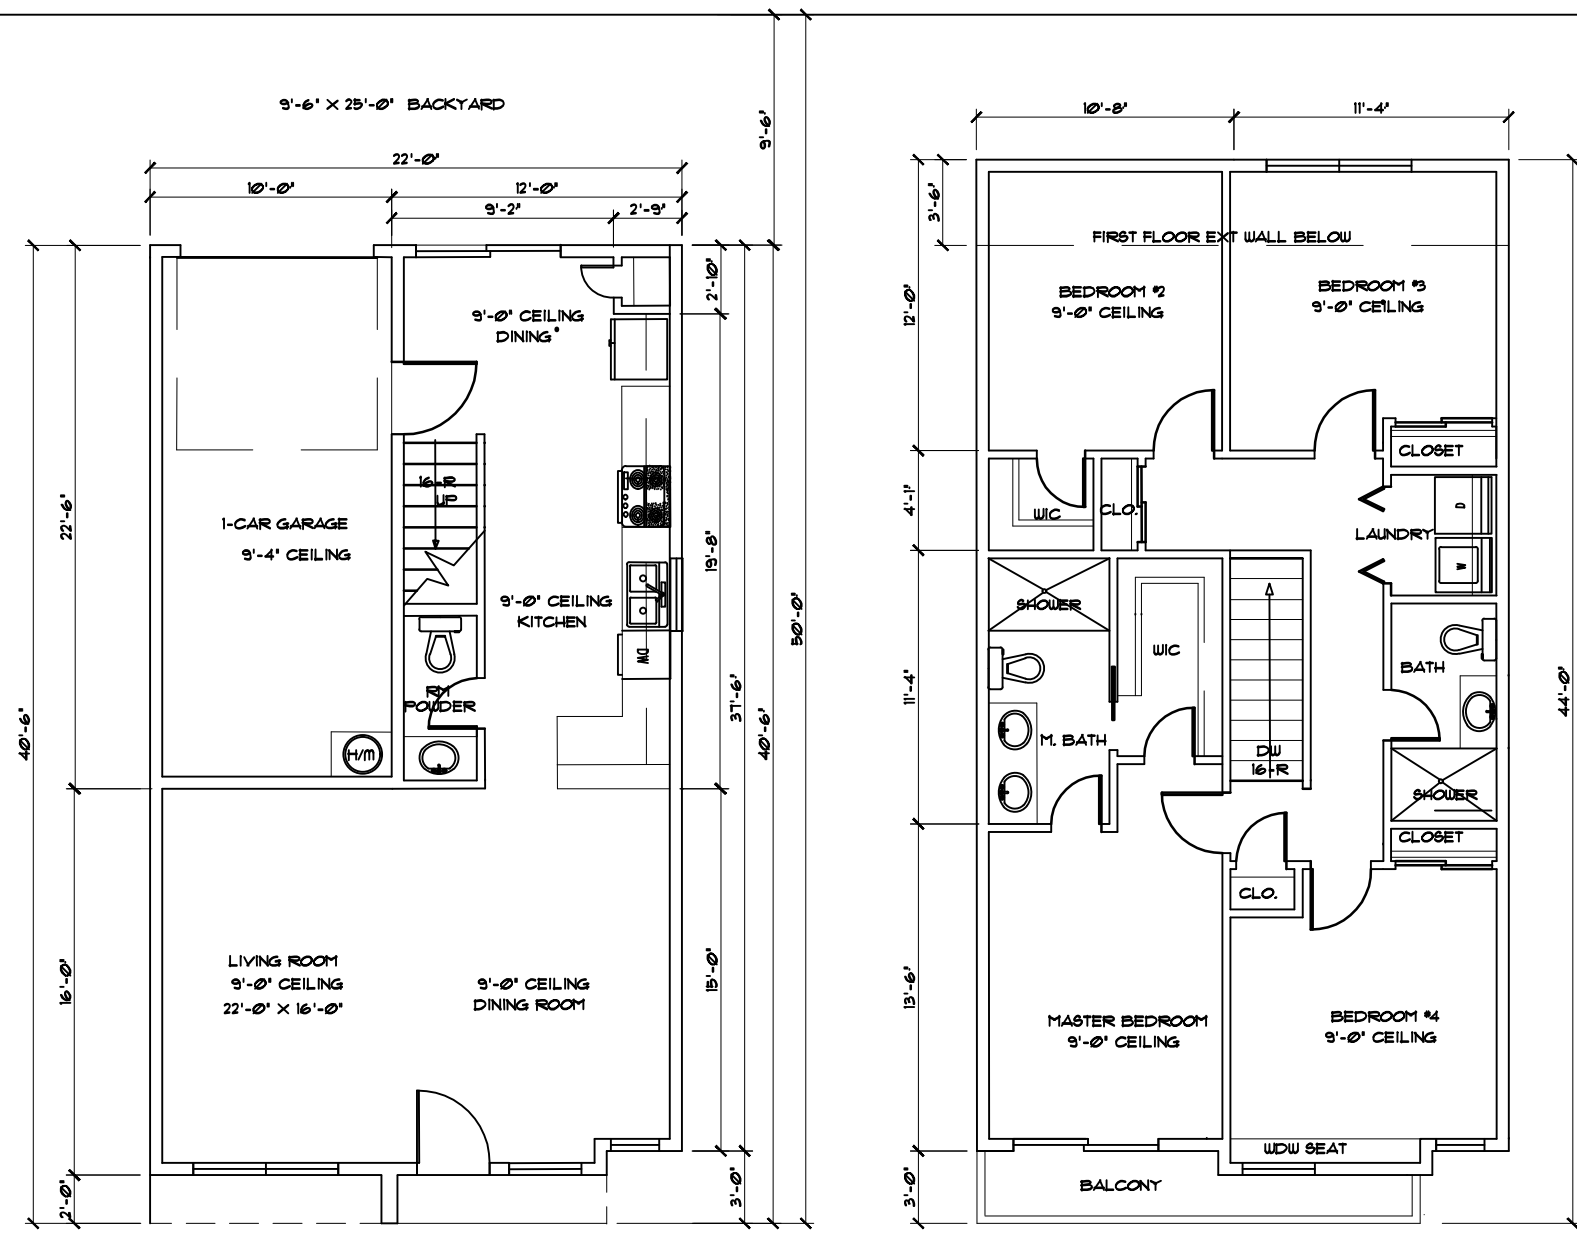 9'-6" X 25'-0" BACKYARD
22'-0"
10'-0"
12'-0"
9'-2"
2'-9"
9'-6"
2'-10"
9'-0" CEILING
DINING
16-R
UP
1-CAR GARAGE
9'-4" CEILING
22'-6"
19'-8"
50'-0"
9'-0" CEILING
KITCHEN
DW
RM
POWDER
H/M
40'-6"
37'-6"
40'-6"
LIVING ROOM
9'-0" CEILING
22'-0" X 16'-0"
9'-0" CEILING
DINING ROOM
16'-0"
15'-0"
2'-0"
3'-0"
10'-8"
11'-4"
3'-6"
FIRST FLOOR EXT WALL BELOW
BEDROOM #2
9'-0" CEILING
BEDROOM #3
9'-0" CEILING
12'-0"
CLOSET
4'-1"
WIC
CLO.
LAUNDRY
D
W
SHOWER
WIC
BATH
11'-4"
44'-0"
M. BATH
DW
16-R
SHOWER
CLOSET
CLO.
13'-6"
MASTER BEDROOM
9'-0" CEILING
BEDROOM #4
9'-0" CEILING
WDW SEAT
BALCONY
3'-0"